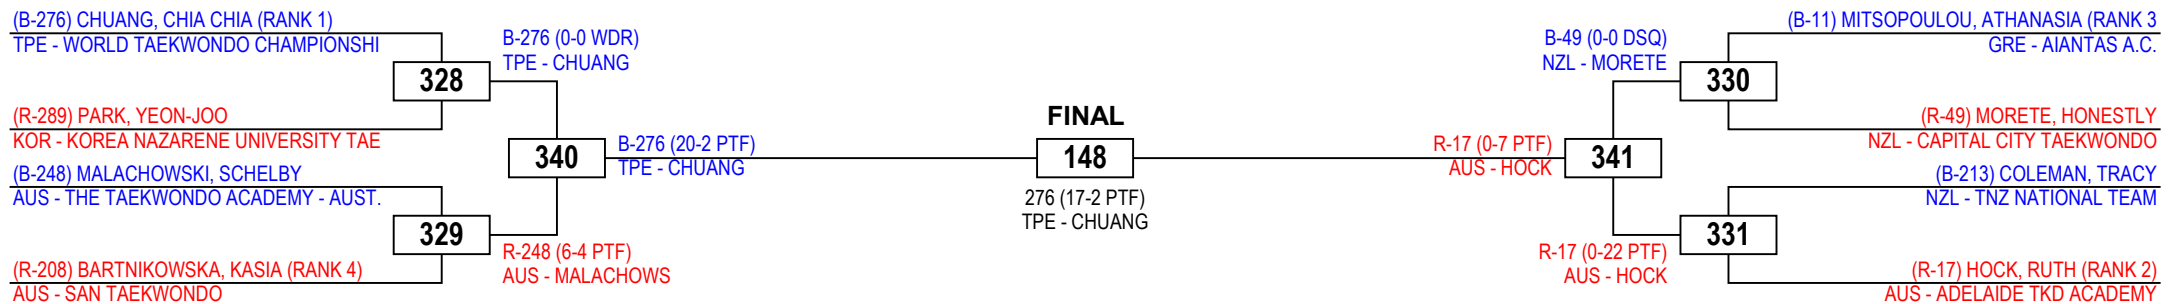 (B-276) CHUANG, CHIA CHIA (RANK 1)
TPE - WORLD TAEKWONDO CHAMPIONSHI
328
(R-289) PARK, YEON-JOO
KOR - KOREA NAZARENE UNIVERSITY TAE
(B-248) MALACHOWSKI, SCHELBY
AUS - THE TAEKWONDO ACADEMY - AUST.
329
(R-208) BARTNIKOWSKA, KASIA (RANK 4)
AUS - SAN TAEKWONDO
B-276 (0-0 WDR)
TPE - CHUANG
340
R-248 (6-4 PTF)
AUS - MALACHOWS
B-276 (20-2 PTF)
TPE - CHUANG
FINAL
148
276 (17-2 PTF)
TPE - CHUANG
R-17 (0-7 PTF)
AUS - HOCK
341
B-49 (0-0 DSQ)
NZL - MORETE
R-17 (0-22 PTF)
AUS - HOCK
(B-11) MITSOPOULOU, ATHANASIA (RANK 3
GRE - AIANTAS A.C.
330
(R-49) MORETE, HONESTLY
NZL - CAPITAL CITY TAEKWONDO
(B-213) COLEMAN, TRACY
NZL - TNZ NATIONAL TEAM
331
(R-17) HOCK, RUTH (RANK 2)
AUS - ADELAIDE TKD ACADEMY